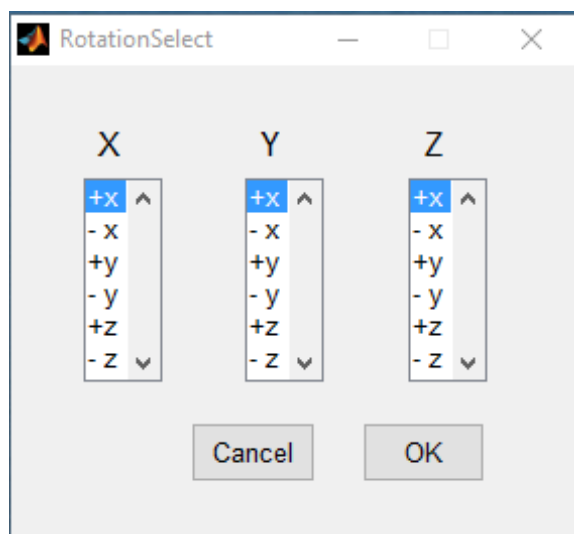 RotationSelect
X Y Z
+x +x +x
- x - x - x
+y +y +y
- y - y - y
+z +z +z
- z - z - z
Cancel OK